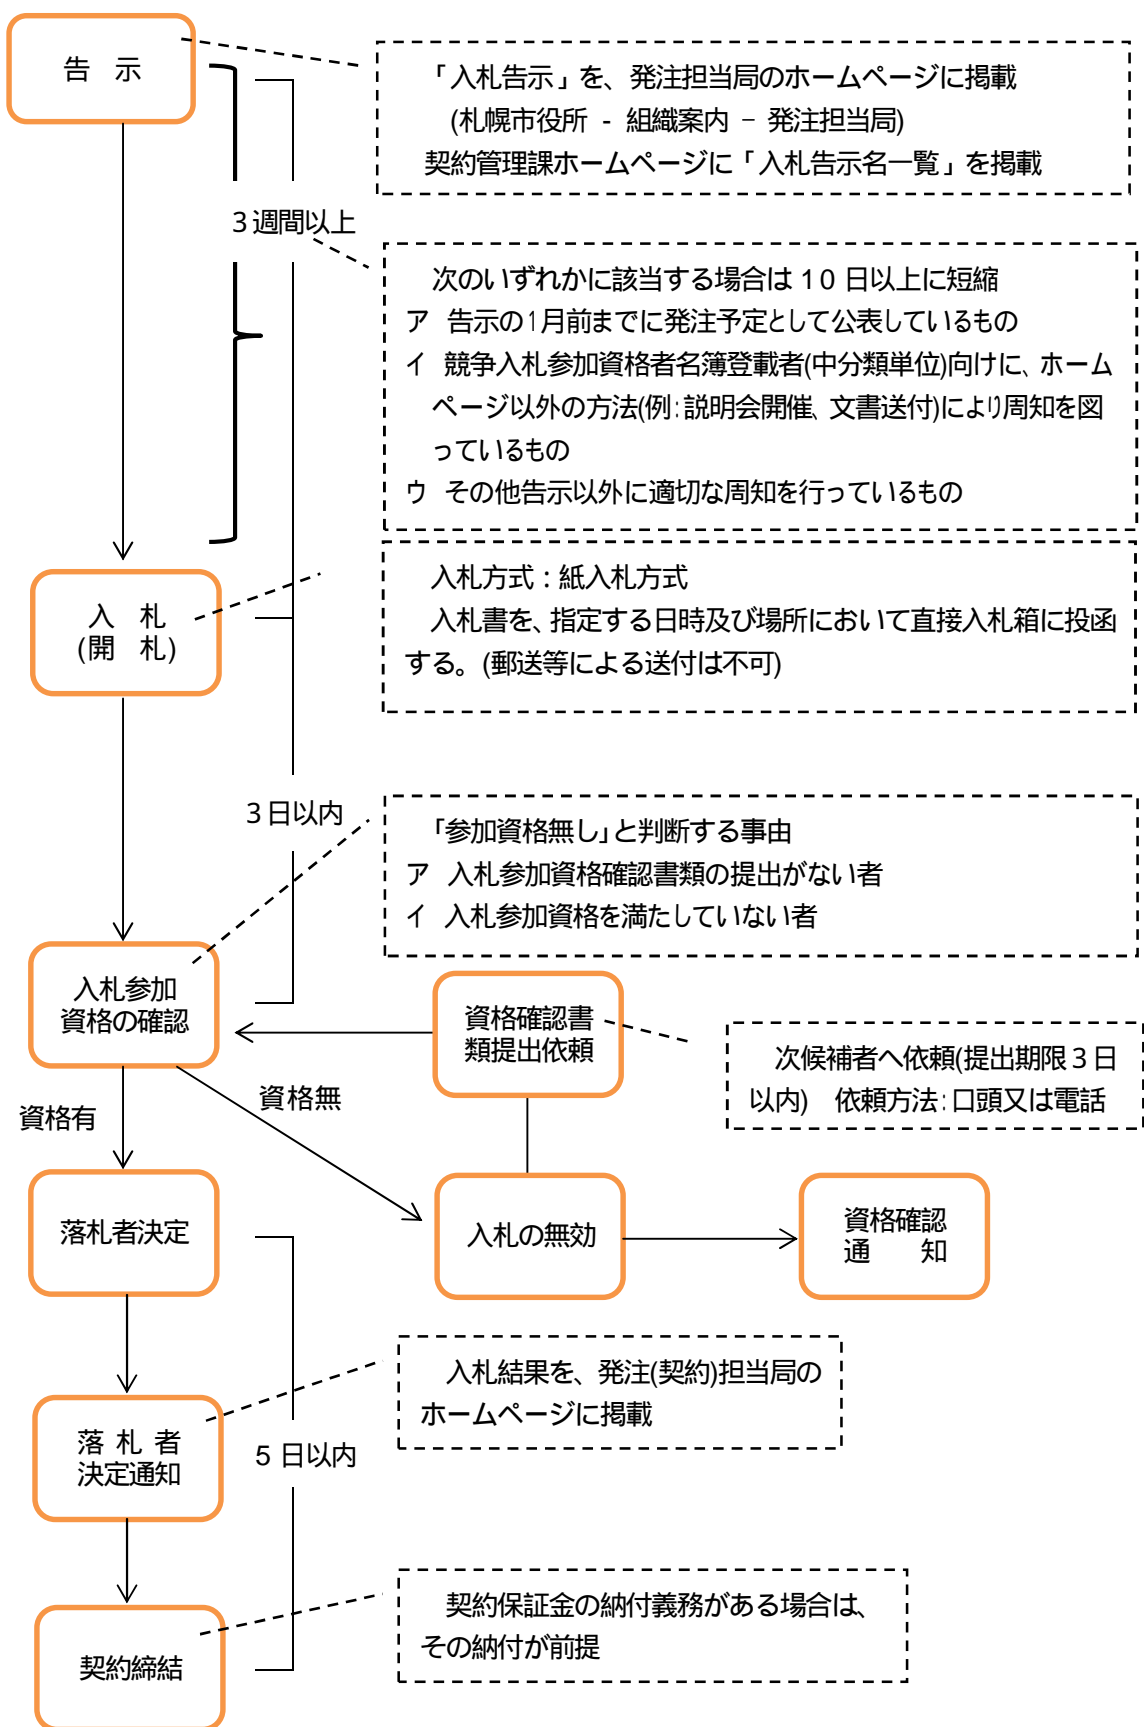 告　示
「入札告示」を、発注担当局のホームページに掲載
(札幌市役所 - 組織案内 - 発注担当局)
契約管理課ホームページに「入札告示名一覧」を掲載
3週間以上
次のいずれかに該当する場合は 10 日以上に短縮
ア　告示の1月前までに発注予定として公表しているもの
イ　競争入札参加資格者名簿登載者(中分類単位)向けに、ホーム
ページ以外の方法(例:説明会開催、文書送付)により周知を図
っているもの
ウ　その他告示以外に適切な周知を行っているもの
入　札
(開　札)
入札方式：紙入札方式
入札書を、指定する日時及び場所において直接入札箱に投函
する。(郵送等による送付は不可)
3日以内
「参加資格無し」と判断する事由
ア　入札参加資格確認書類の提出がない者
イ　入札参加資格を満たしていない者
入札参加
資格の確認
資格確認書
類提出依頼
次候補者へ依頼(提出期限3日
以内)　依頼方法:口頭又は電話
資格有
資格無
落札者決定
入札の無効
資格確認
通　　知
入札結果を、発注(契約)担当局の
ホームページに掲載
落 札 者
決定通知
5 日以内
契約保証金の納付義務がある場合は、
その納付が前提
契約締結